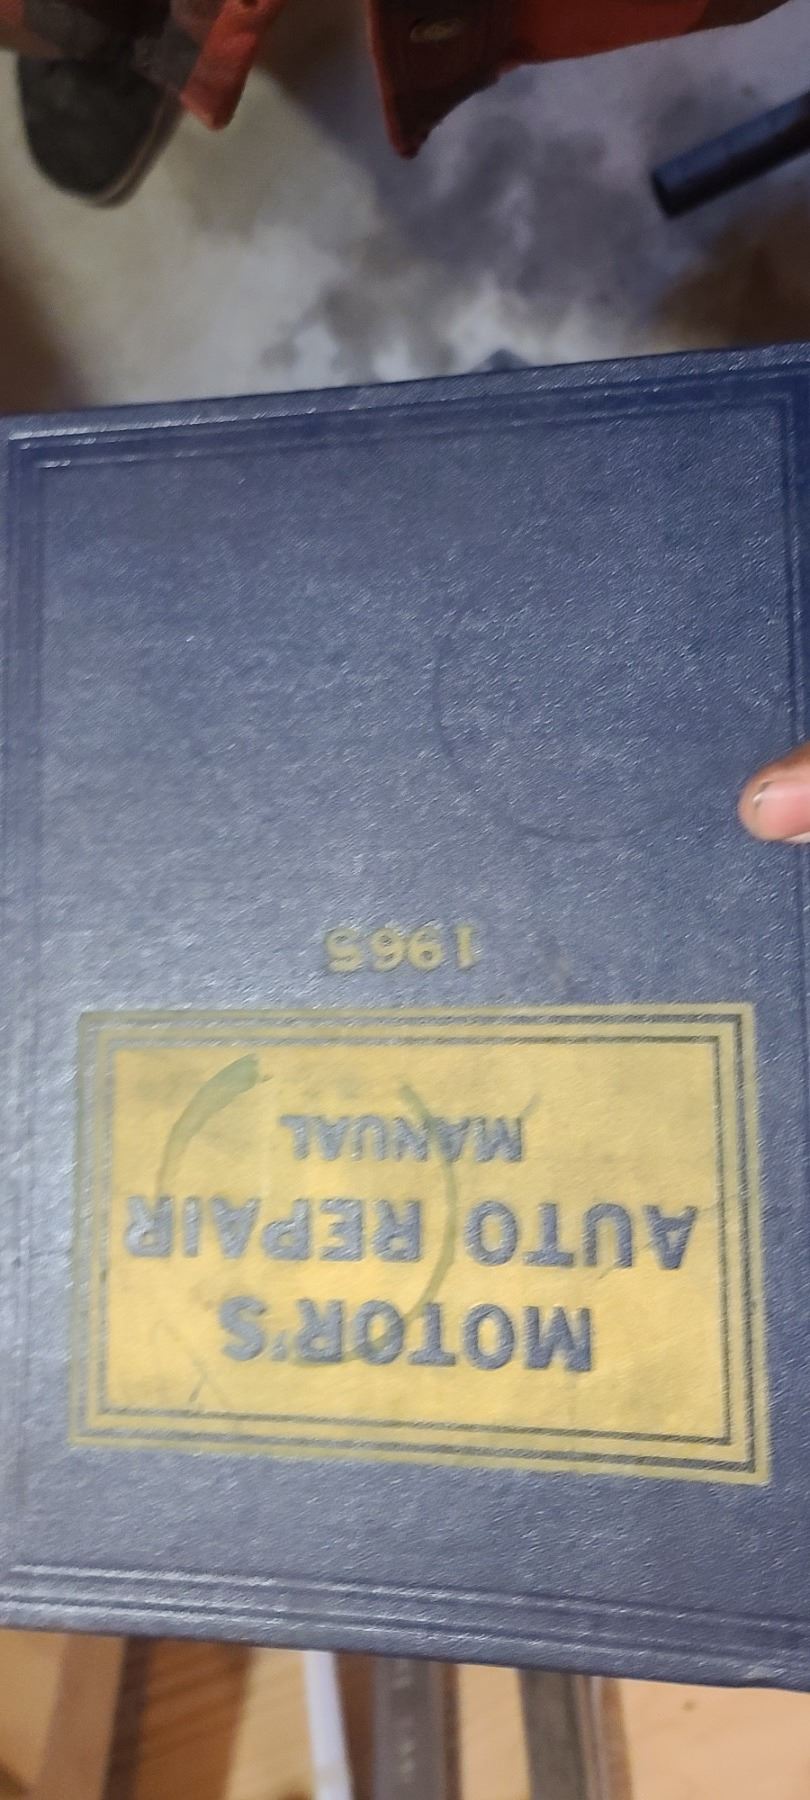 MOTOR'S
AUTO REPAIR
MANUAL
1965